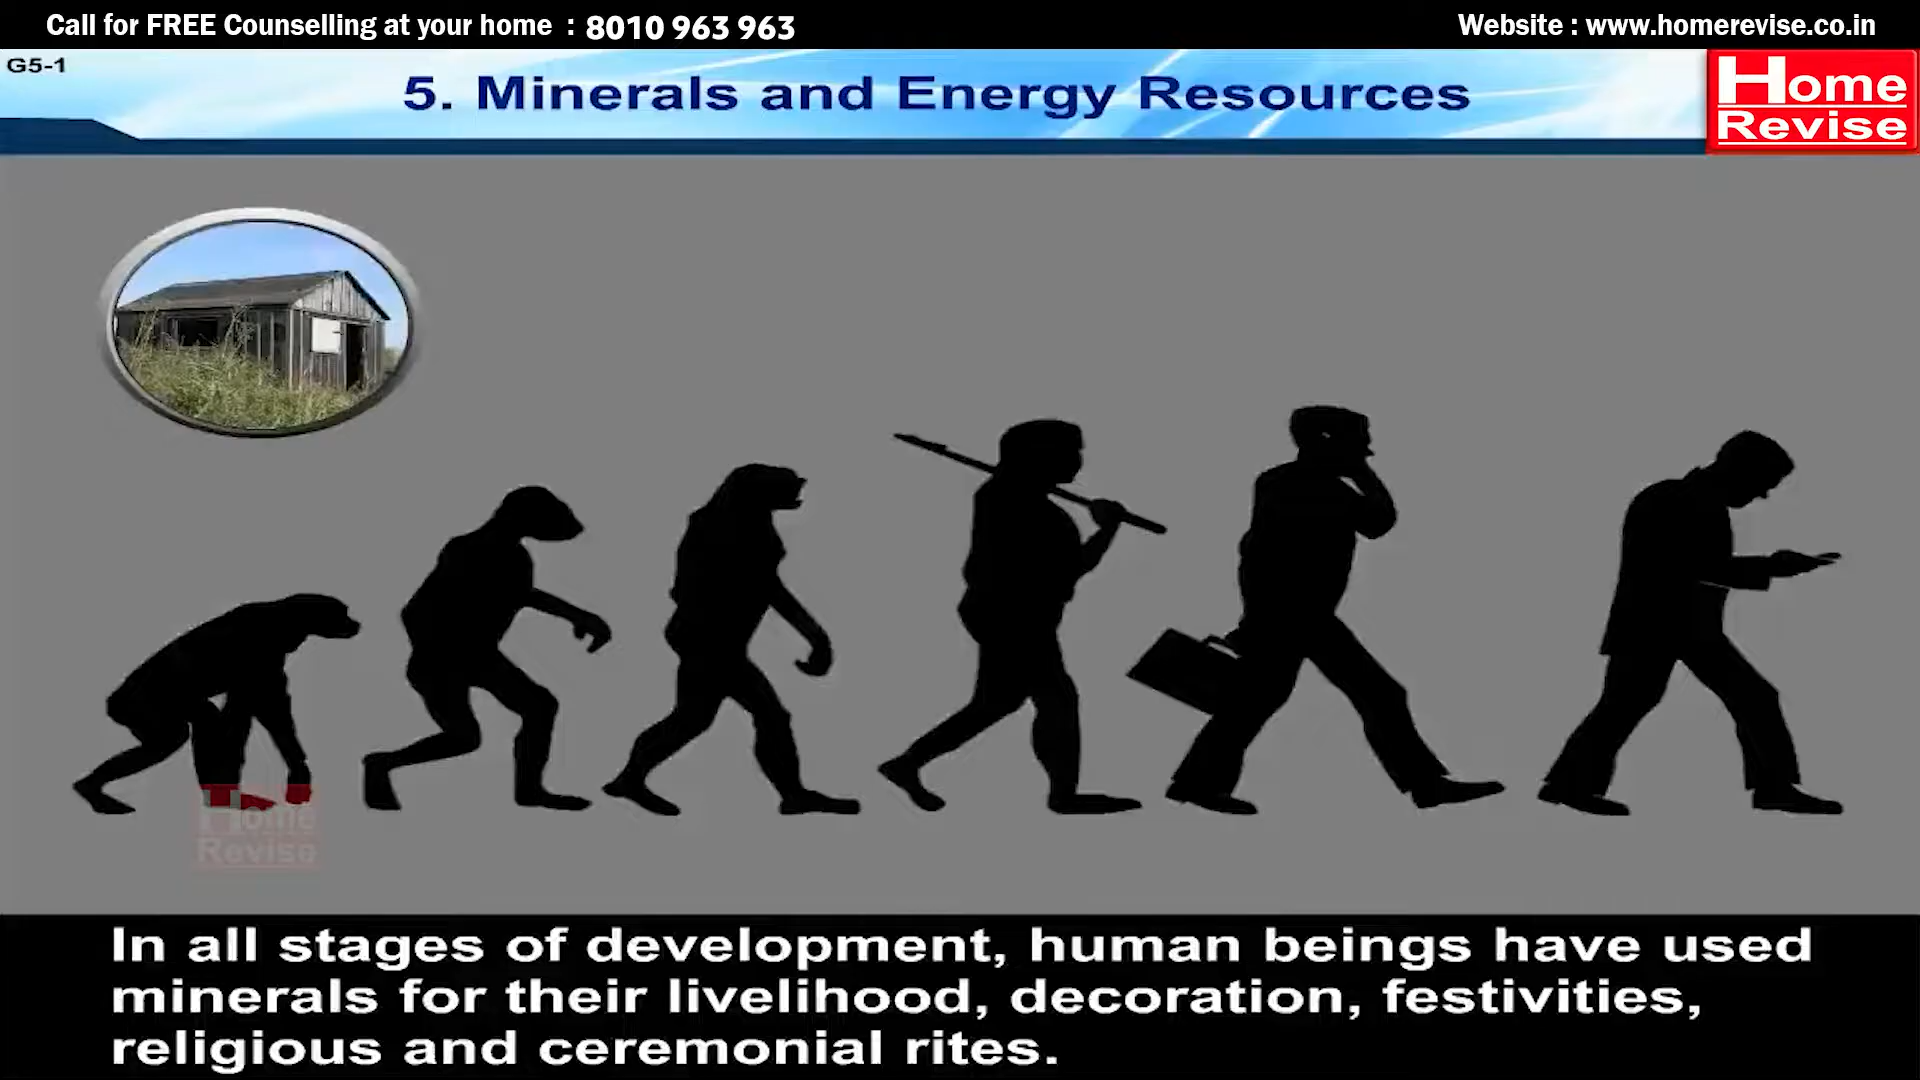 Call for FREE Counselling at your home : 8010 963 963
Website : www.homerevise.co.in
G5-1
5. Minerals and Energy Resources
Home
Revise
Home
Revise
In all stages of development, human beings have used
minerals for their livelihood, decoration, festivities,
religious and ceremonial rites.